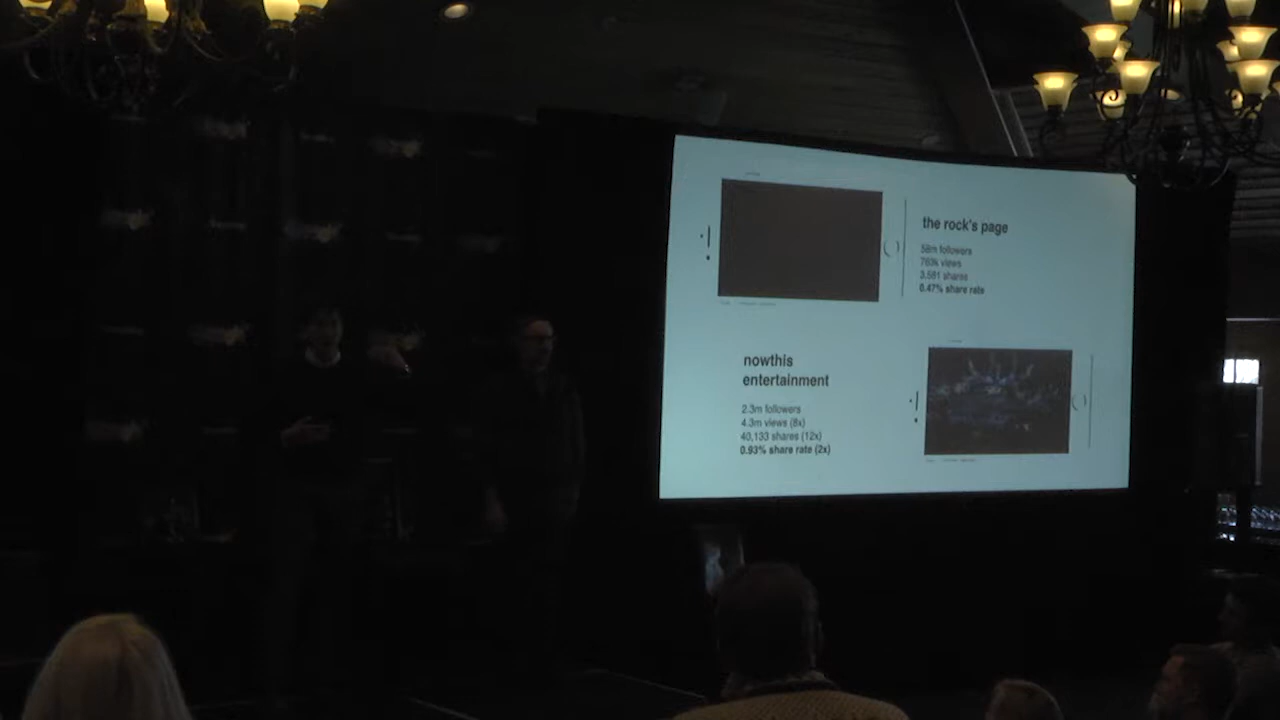 the rock's page
58m followers
783k views
3,581 shares
0.47% share rate
nowthis
entertainment
2.3m followers
4.3m views (8x)
40,133 shares (12x)
0.93% share rate (2x)